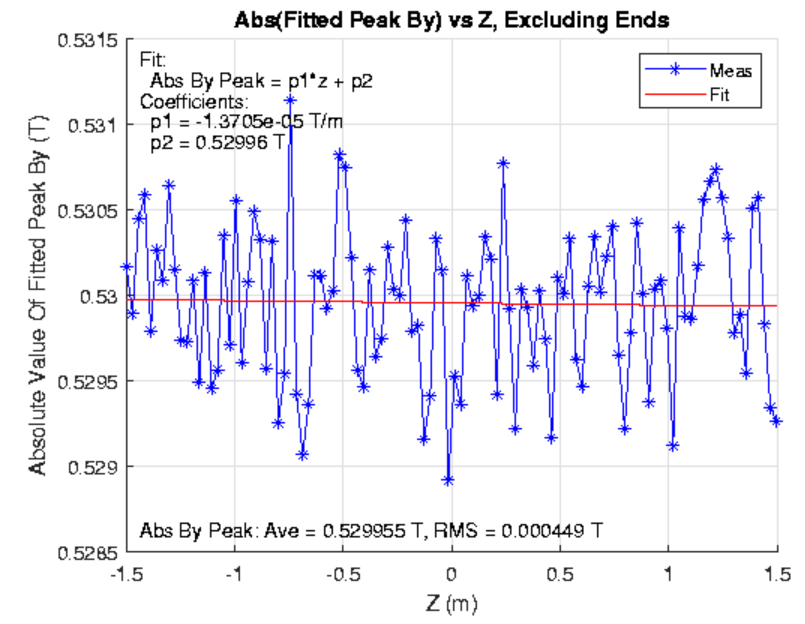 Abs(Fitted Peak By) vs Z, Excluding Ends
Absolute Value Of Fitted Peak By (T)
0.5315
0.531
0.5305
0.53
0.5295
0.529
0.5285
Fit:
Abs By Peak = p1*z + p2
Coefficients:
p1 = -1.3705e-05 T/m
p2 = 0.52996 T
Meas
Fit
Abs By Peak: Ave = 0.529955 T, RMS = 0.000449 T
-1.5 -1 -0.5 0 0.5 1 1.5
Z (m)